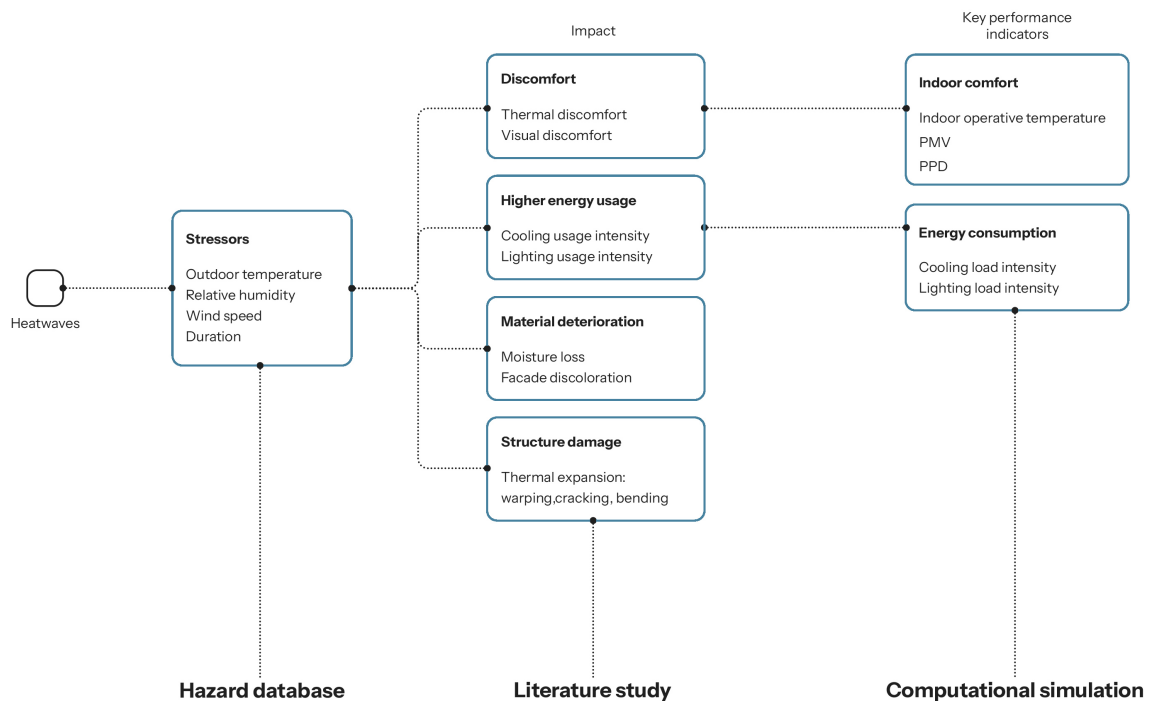 Impact
Key performance
indicators
Discomfort
Thermal discomfort
Visual discomfort
Indoor comfort
Indoor operative temperature
PMV
PPD
Higher energy usage
Cooling usage intensity
Lighting usage intensity
Energy consumption
Cooling load intensity
Lighting load intensity
Stressors
Outdoor temperature
Relative humidity
Wind speed
Duration
Heatwaves
Material deterioration
Moisture loss
Facade discoloration
Structure damage
Thermal expansion:
warping,cracking, bending
Hazard database
Literature study
Computational simulation